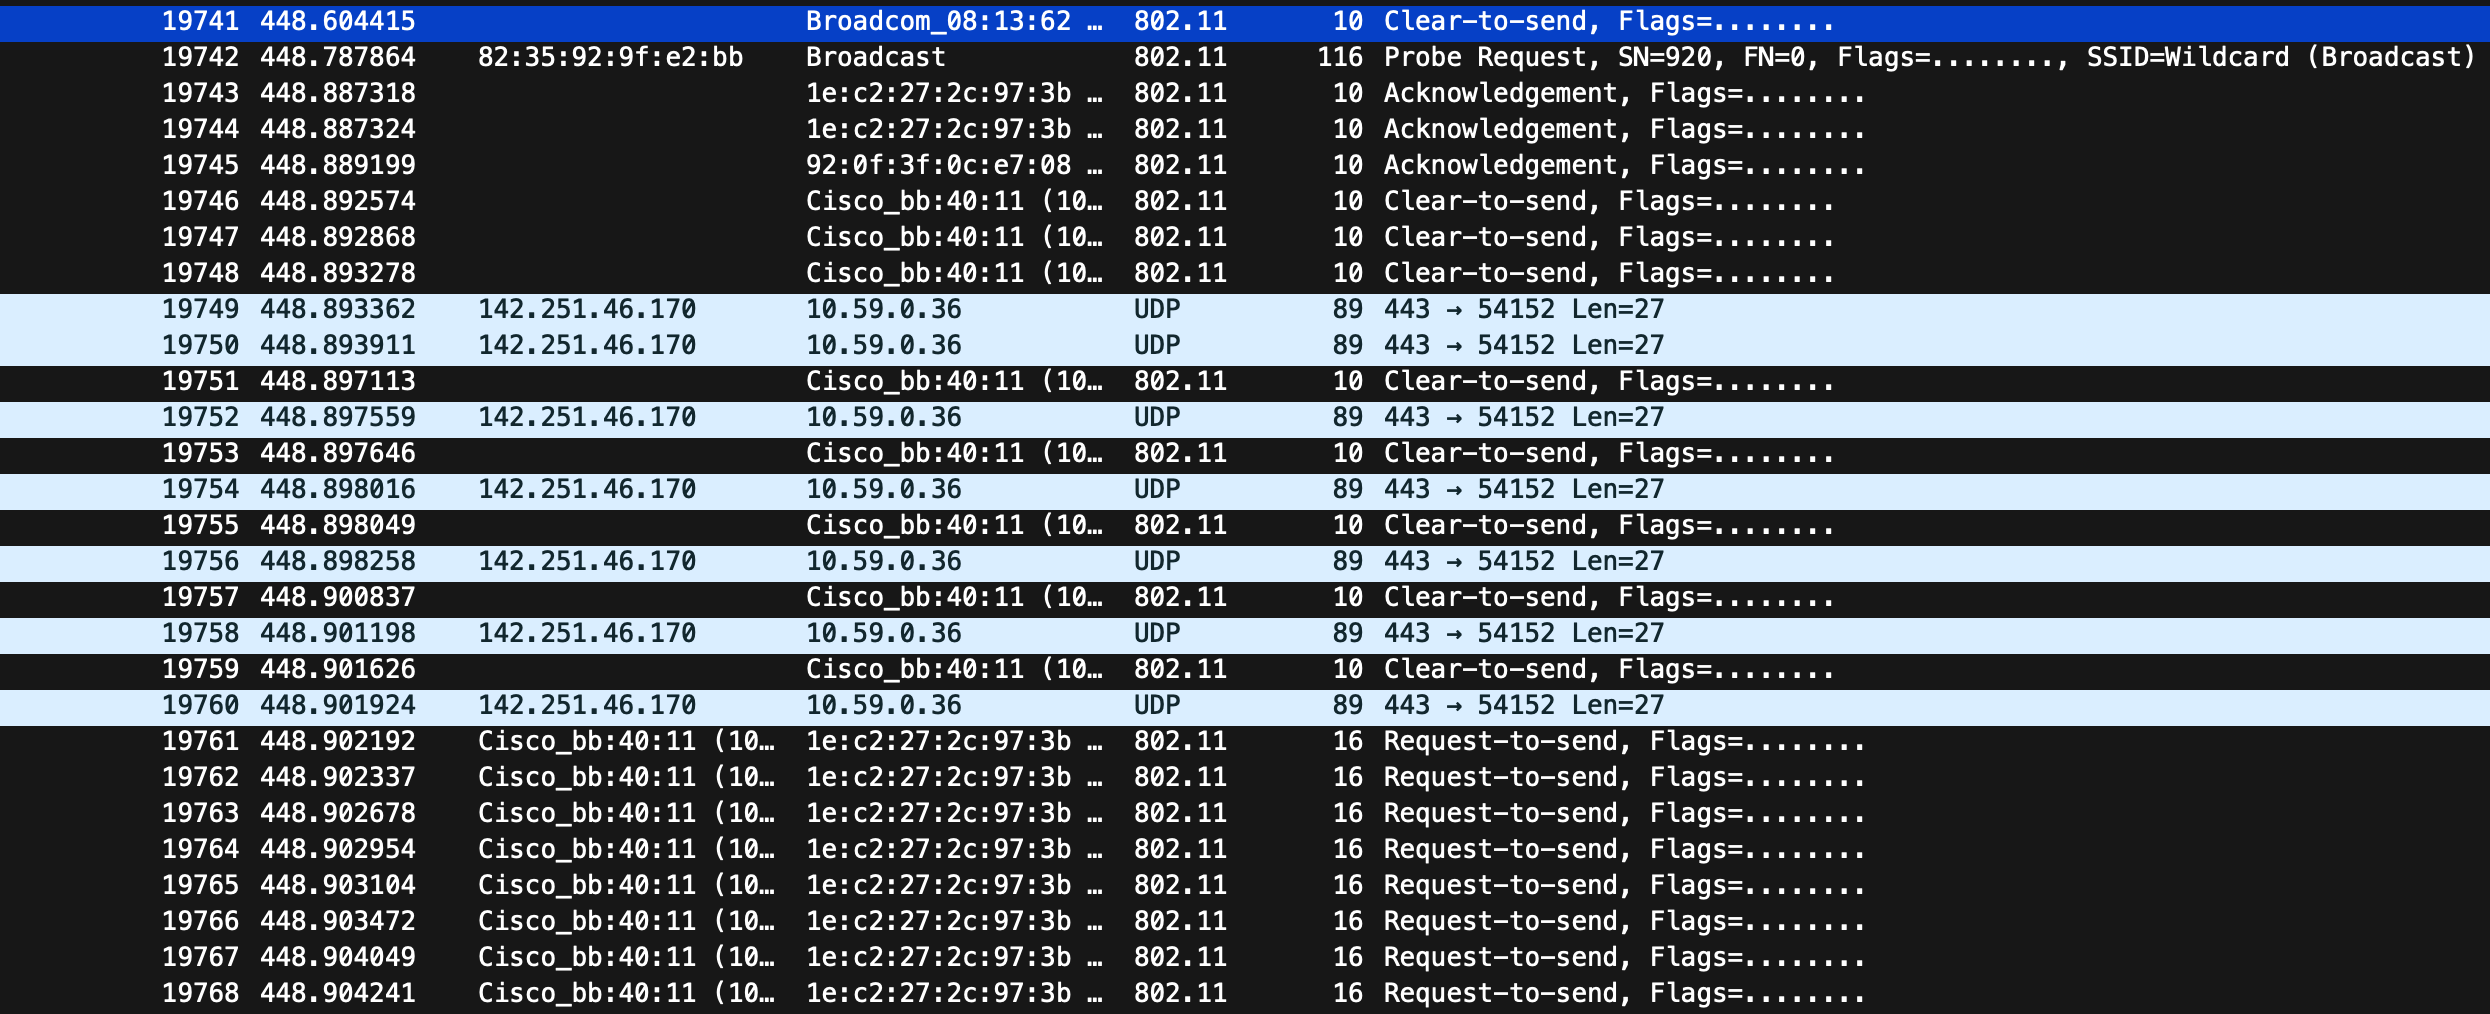 19741 448.604415 Broadcom_08:13:62 … 802.11 10 Clear-to-send, Flags=........
19742 448.787864 82:35:92:9f:e2:bb Broadcast 802.11 116 Probe Request, SN=920, FN=0, Flags=........, SSID=Wildcard (Broadcast)
19743 448.887318 1e:c2:27:2c:97:3b … 802.11 10 Acknowledgement, Flags=........
19744 448.887324 1e:c2:27:2c:97:3b … 802.11 10 Acknowledgement, Flags=........
19745 448.889199 92:0f:3f:0c:e7:08 … 802.11 10 Acknowledgement, Flags=........
19746 448.892574 Cisco_bb:40:11 (10… 802.11 10 Clear-to-send, Flags=........
19747 448.892868 Cisco_bb:40:11 (10… 802.11 10 Clear-to-send, Flags=........
19748 448.893278 Cisco_bb:40:11 (10… 802.11 10 Clear-to-send, Flags=........
19749 448.893362 142.251.46.170 10.59.0.36 UDP 89 443 → 54152 Len=27
19750 448.893911 142.251.46.170 10.59.0.36 UDP 89 443 → 54152 Len=27
19751 448.897113 Cisco_bb:40:11 (10… 802.11 10 Clear-to-send, Flags=........
19752 448.897559 142.251.46.170 10.59.0.36 UDP 89 443 → 54152 Len=27
19753 448.897646 Cisco_bb:40:11 (10… 802.11 10 Clear-to-send, Flags=........
19754 448.898016 142.251.46.170 10.59.0.36 UDP 89 443 → 54152 Len=27
19755 448.898049 Cisco_bb:40:11 (10… 802.11 10 Clear-to-send, Flags=........
19756 448.898258 142.251.46.170 10.59.0.36 UDP 89 443 → 54152 Len=27
19757 448.900837 Cisco_bb:40:11 (10… 802.11 10 Clear-to-send, Flags=........
19758 448.901198 142.251.46.170 10.59.0.36 UDP 89 443 → 54152 Len=27
19759 448.901626 Cisco_bb:40:11 (10… 802.11 10 Clear-to-send, Flags=........
19760 448.901924 142.251.46.170 10.59.0.36 UDP 89 443 → 54152 Len=27
19761 448.902192 Cisco_bb:40:11 (10… 1e:c2:27:2c:97:3b … 802.11 16 Request-to-send, Flags=........
19762 448.902337 Cisco_bb:40:11 (10… 1e:c2:27:2c:97:3b … 802.11 16 Request-to-send, Flags=........
19763 448.902678 Cisco_bb:40:11 (10… 1e:c2:27:2c:97:3b … 802.11 16 Request-to-send, Flags=........
19764 448.902954 Cisco_bb:40:11 (10… 1e:c2:27:2c:97:3b … 802.11 16 Request-to-send, Flags=........
19765 448.903104 Cisco_bb:40:11 (10… 1e:c2:27:2c:97:3b … 802.11 16 Request-to-send, Flags=........
19766 448.903472 Cisco_bb:40:11 (10… 1e:c2:27:2c:97:3b … 802.11 16 Request-to-send, Flags=........
19767 448.904049 Cisco_bb:40:11 (10… 1e:c2:27:2c:97:3b … 802.11 16 Request-to-send, Flags=........
19768 448.904241 Cisco_bb:40:11 (10… 1e:c2:27:2c:97:3b … 802.11 16 Request-to-send, Flags=........